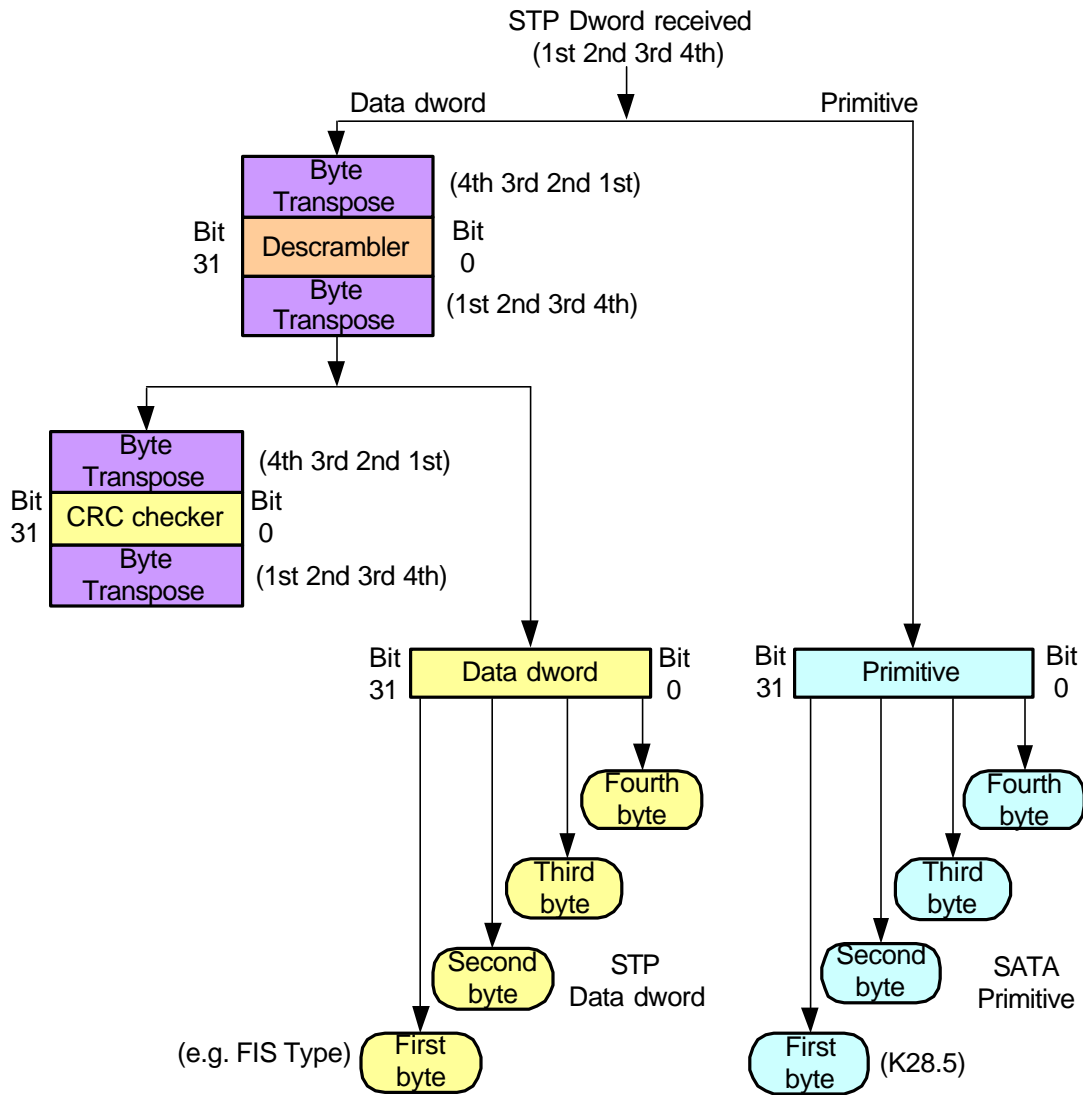 STP Dword received
(1st 2nd 3rd 4th)
Data dword
Primitive
Byte
Transpose
(4th 3rd 2nd 1st)
Bit
31
Descrambler
Bit
0
Byte
Transpose
(1st 2nd 3rd 4th)
Byte
Transpose
(4th 3rd 2nd 1st)
Bit
31
CRC checker
Bit
0
Byte
Transpose
(1st 2nd 3rd 4th)
Bit
31
Data dword
Bit
0
Bit
31
Primitive
Bit
0
Fourth
byte
Fourth
byte
Third
byte
Third
byte
Second
byte
STP
Data dword
Second
byte
SATA
Primitive
(e.g. FIS Type)
First
byte
First
byte
(K28.5)